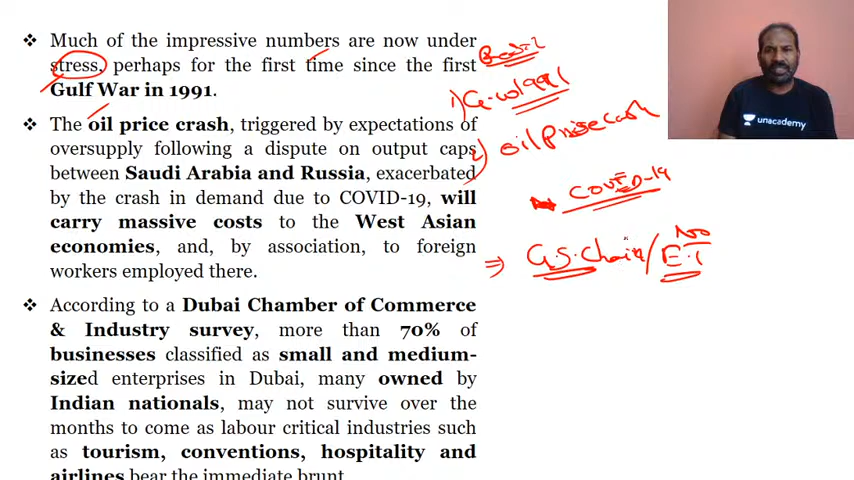 ❖ Much of the impressive numbers are now under
stress, perhaps for the first time since the first
Gulf War in 1991.
❖ The oil price crash, triggered by expectations of
oversupply following a dispute on output caps
between Saudi Arabia and Russia, exacerbated
by the crash in demand due to COVID-19, will
carry massive costs to the West Asian
economies, and, by association, to foreign
workers employed there.
❖ According to a Dubai Chamber of Commerce
& Industry survey, more than 70% of
businesses classified as small and medium-
sized enterprises in Dubai, many owned by
Indian nationals, may not survive over the
months to come as labour critical industries such
as tourism, conventions, hospitality and
airlines bear the immediate brunt.
1) G.W 1991
2) oil Price Cash
COVID-19
⇒ G.S.Chain/ E.T
No
unacademy